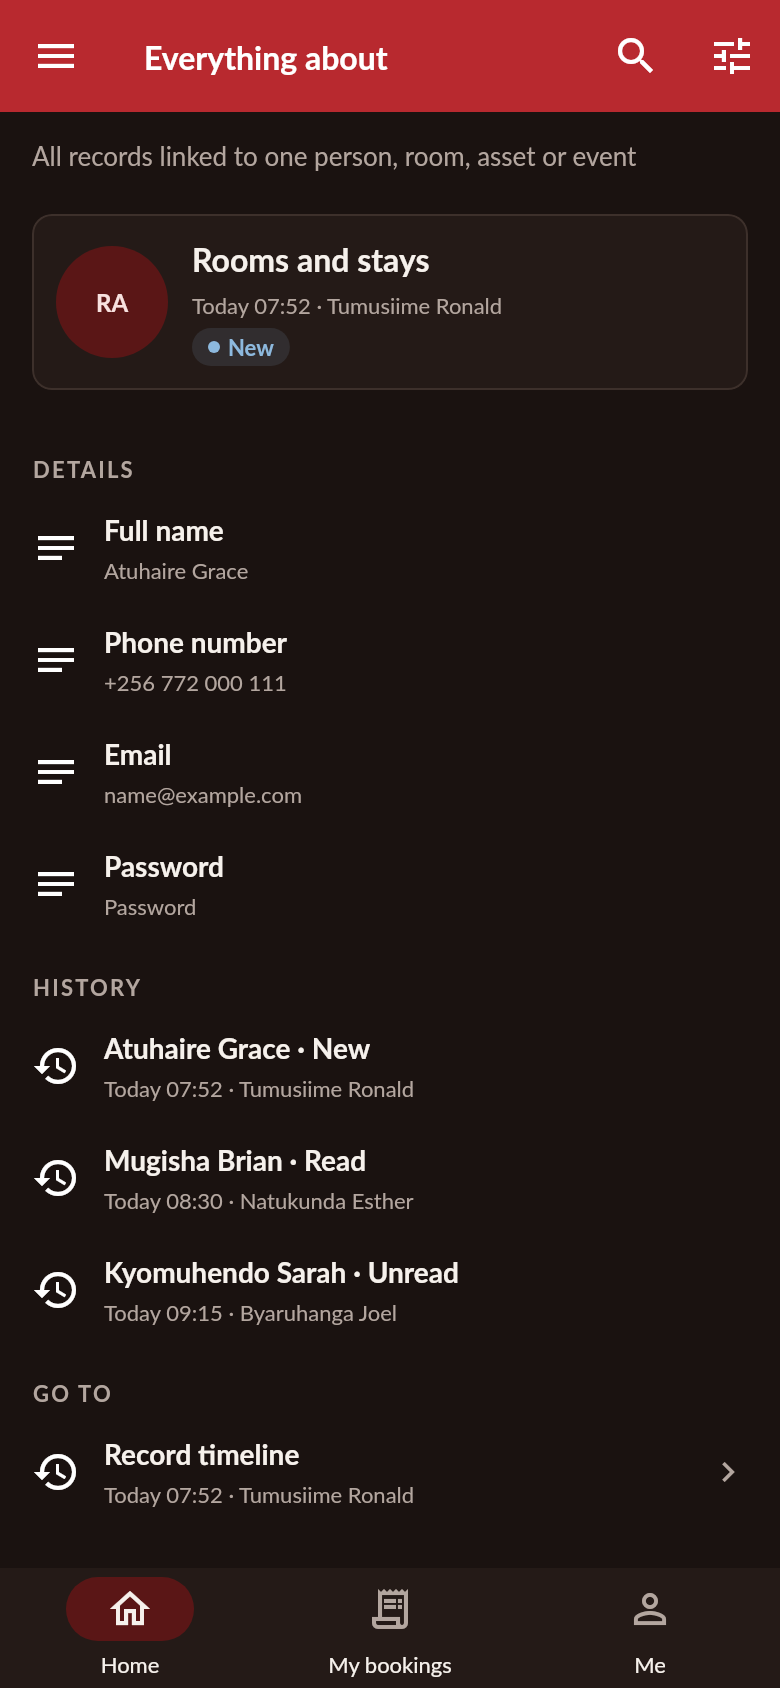 Everything about
All records linked to one person, room, asset or event
RA
Rooms and stays
Today 07:52 · Tumusiime Ronald
New
DETAILS
Full name
Atuhaire Grace
Phone number
+256 772 000 111
Email
name@example.com
Password
Password
HISTORY
Atuhaire Grace · New
Today 07:52 · Tumusiime Ronald
Mugisha Brian · Read
Today 08:30 · Natukunda Esther
Kyomuhendo Sarah · Unread
Today 09:15 · Byaruhanga Joel
GO TO
Record timeline
Today 07:52 · Tumusiime Ronald
Home
My bookings
Me